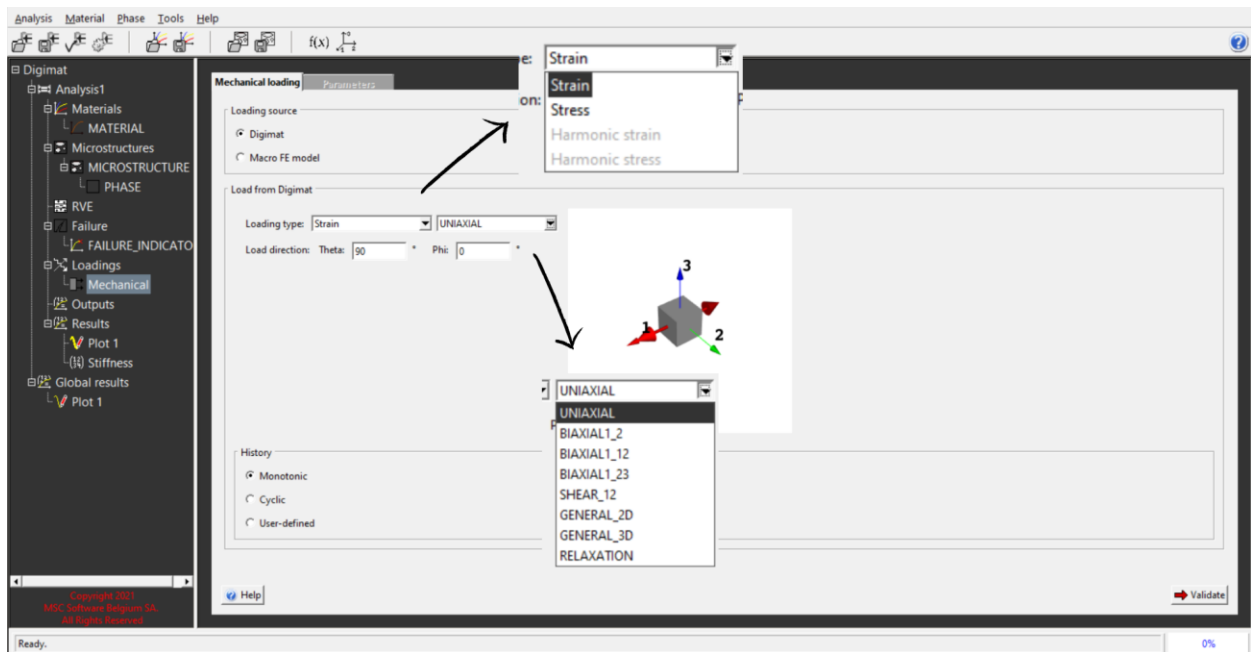 Analysis Material Phase Tools Help
f(x)
Digimat
Analysis1
Materials
MATERIAL
Microstructures
MICROSTRUCTURE
PHASE
RVE
Failure
FAILURE_INDICATO
Loadings
Mechanical
Outputs
Results
Plot 1
Stiffness
Global results
Plot 1
Copyright 2021
MSC Software Belgium SA.
All Rights Reserved
Mechanical loading Parameters
Loading source
Digimat
Macro FE model
e: Strain
on:
Strain
Stress
Harmonic strain
Harmonic stress
Load from Digimat
Loading type: Strain UNIAXIAL
Load direction: Theta: 90 ° Phi: 0 °
3
1
2
UNIAXIAL
UNIAXIAL
BIAXIAL1_2
BIAXIAL1_12
BIAXIAL1_23
SHEAR_12
GENERAL_2D
GENERAL_3D
RELAXATION
History
Monotonic
Cyclic
User-defined
Help
Validate
Ready.
0%